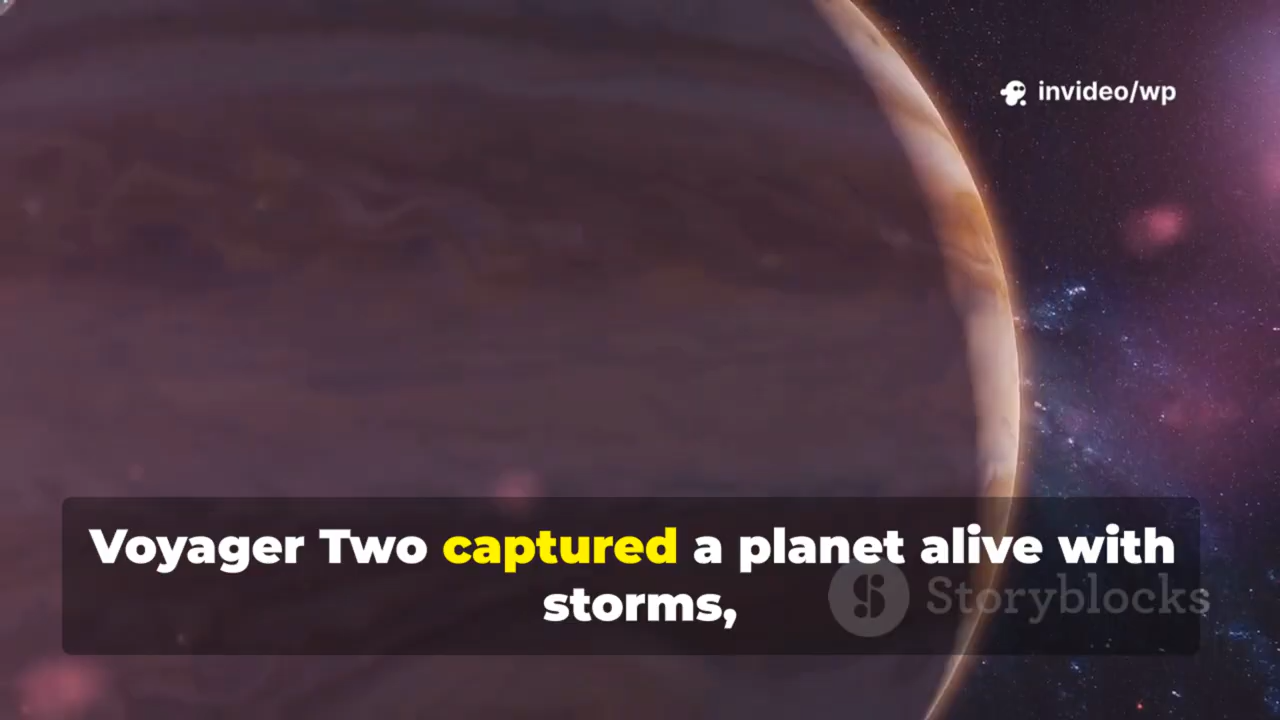 invideo/wp
Voyager Two captured a planet alive with
storms,
Storyblocks